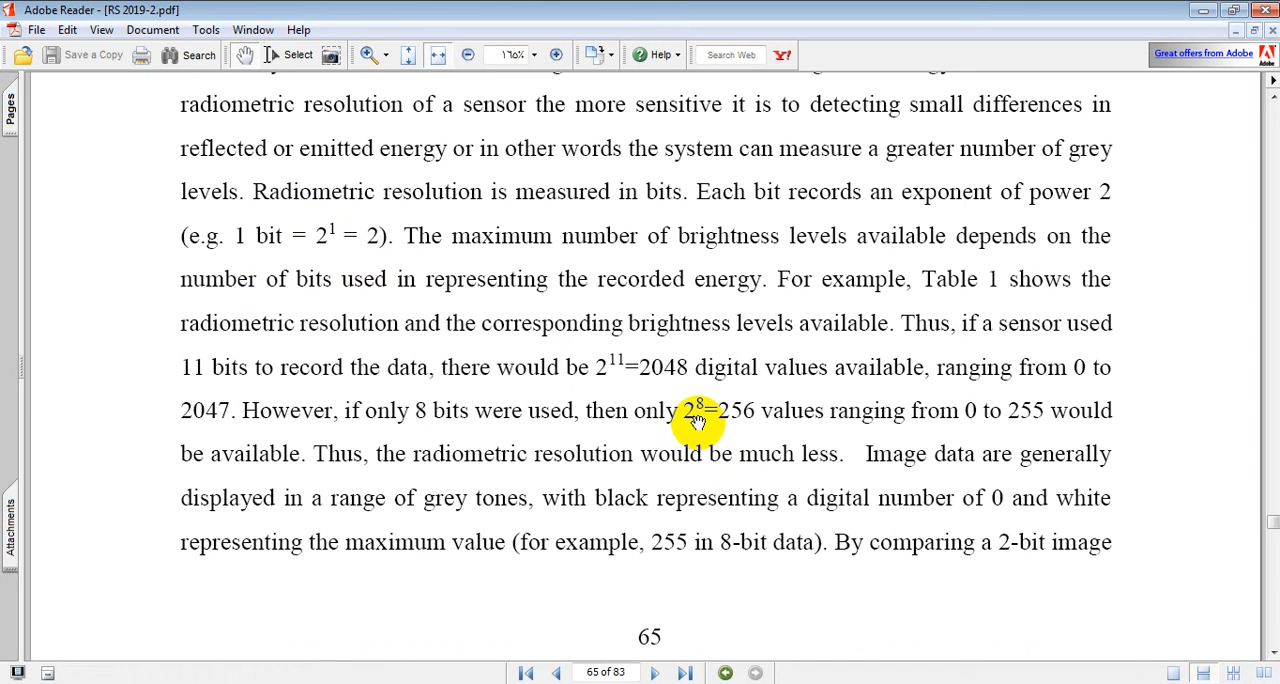 Adobe Reader - [RS 2019-2.pdf]
File Edit View Document Tools Window Help
Save a Copy Search Select 176% Help Search Web Y! Great offers from Adobe Adobe
Pages
radiometric resolution of a sensor the more sensitive it is to detecting small differences in
reflected or emitted energy or in other words the system can measure a greater number of grey
levels. Radiometric resolution is measured in bits. Each bit records an exponent of power 2
(e.g. 1 bit = 2¹ = 2). The maximum number of brightness levels available depends on the
number of bits used in representing the recorded energy. For example, Table 1 shows the
radiometric resolution and the corresponding brightness levels available. Thus, if a sensor used
11 bits to record the data, there would be 2¹¹=2048 digital values available, ranging from 0 to
2047. However, if only 8 bits were used, then only 2⁸=256 values ranging from 0 to 255 would
be available. Thus, the radiometric resolution would be much less. Image data are generally
displayed in a range of grey tones, with black representing a digital number of 0 and white
representing the maximum value (for example, 255 in 8-bit data). By comparing a 2-bit image
Attachments
65
65 of 83